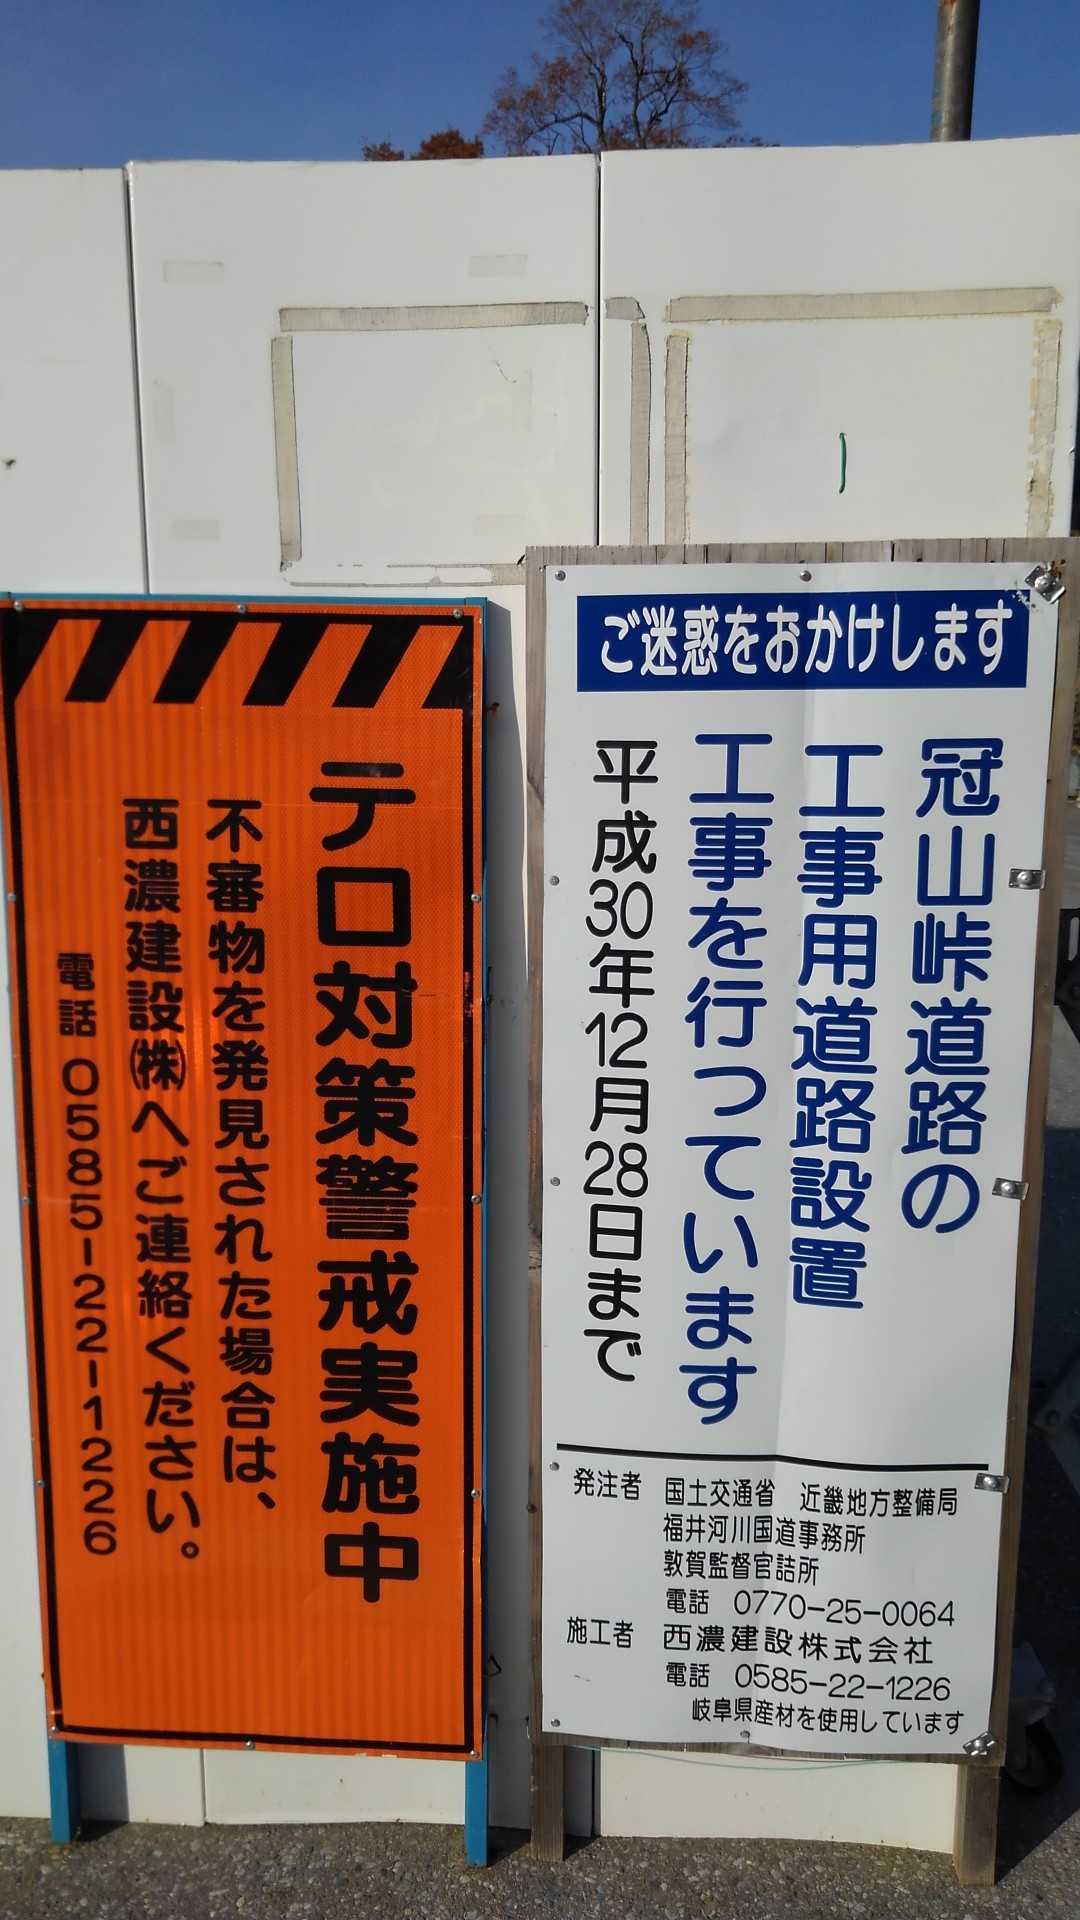 テロ対策警戒実施中
不審物を発見された場合は、
西濃建設㈱へご連絡ください。
電話 0585-22-1226
ご迷惑をおかけします
冠山峠道路の
工事用道路設置
工事を行っています
平成30年12月28日まで
発注者 国土交通省 近畿地方整備局
福井河川国道事務所
敦賀監督官詰所
電話 0770-25-0064
施工者 西濃建設株式会社
電話 0585-22-1226
岐阜県産材を使用しています